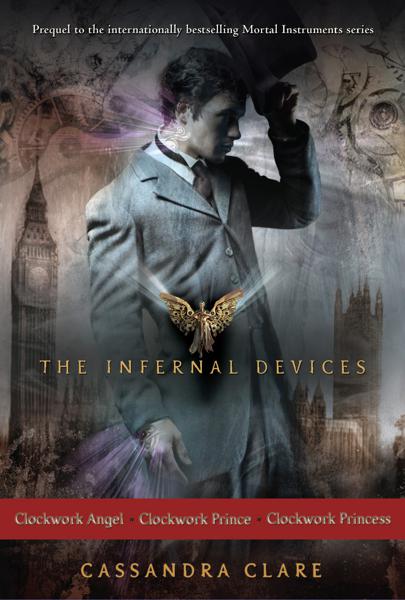 Prequel to the internationally bestselling Mortal Instruments series
THE INFERNAL DEVICES
Clockwork Angel • Clockwork Prince • Clockwork Princess
CASSANDRA CLARE